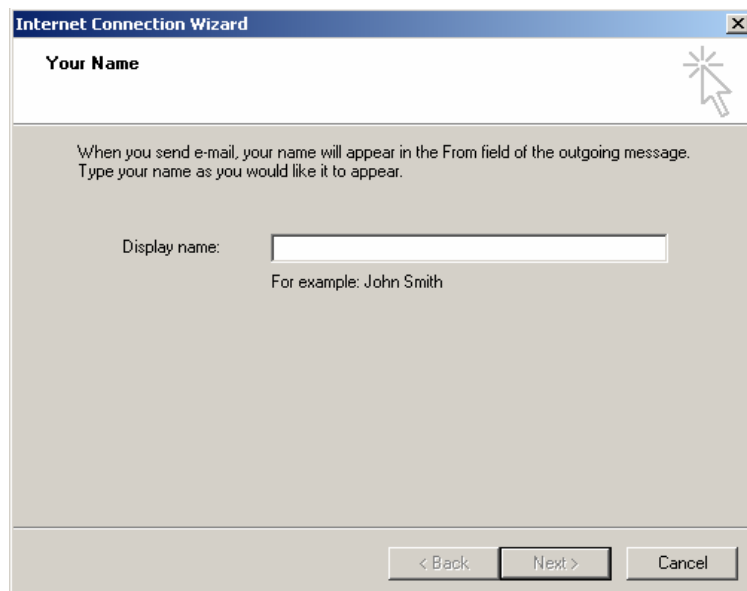 Internet Connection Wizard
Your Name
When you send e-mail, your name will appear in the From field of the outgoing message.
Type your name as you would like it to appear.
Display name:
For example: John Smith
< Back Next > Cancel